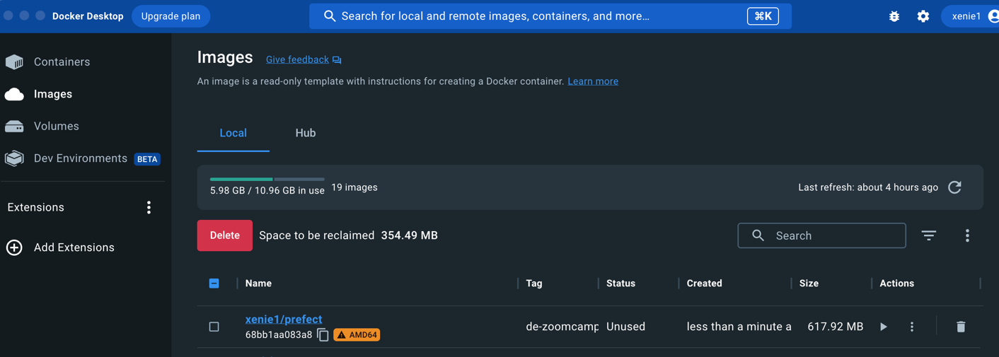 Docker Desktop Upgrade plan Search for local and remote images, containers, and more... ⌘K xenie1
Containers
Images
Volumes
Dev Environments BETA
Extensions
Add Extensions
Images Give feedback
An image is a read-only template with instructions for creating a Docker container. Learn more
Local Hub
5.98 GB / 10.96 GB in use 19 images Last refresh: about 4 hours ago
Delete Space to be reclaimed 354.49 MB Search
Name Tag Status Created Size Actions
xenie1/prefect
68bb1aa083a8 AMD64 de-zoomcamp Unused less than a minute a 617.92 MB